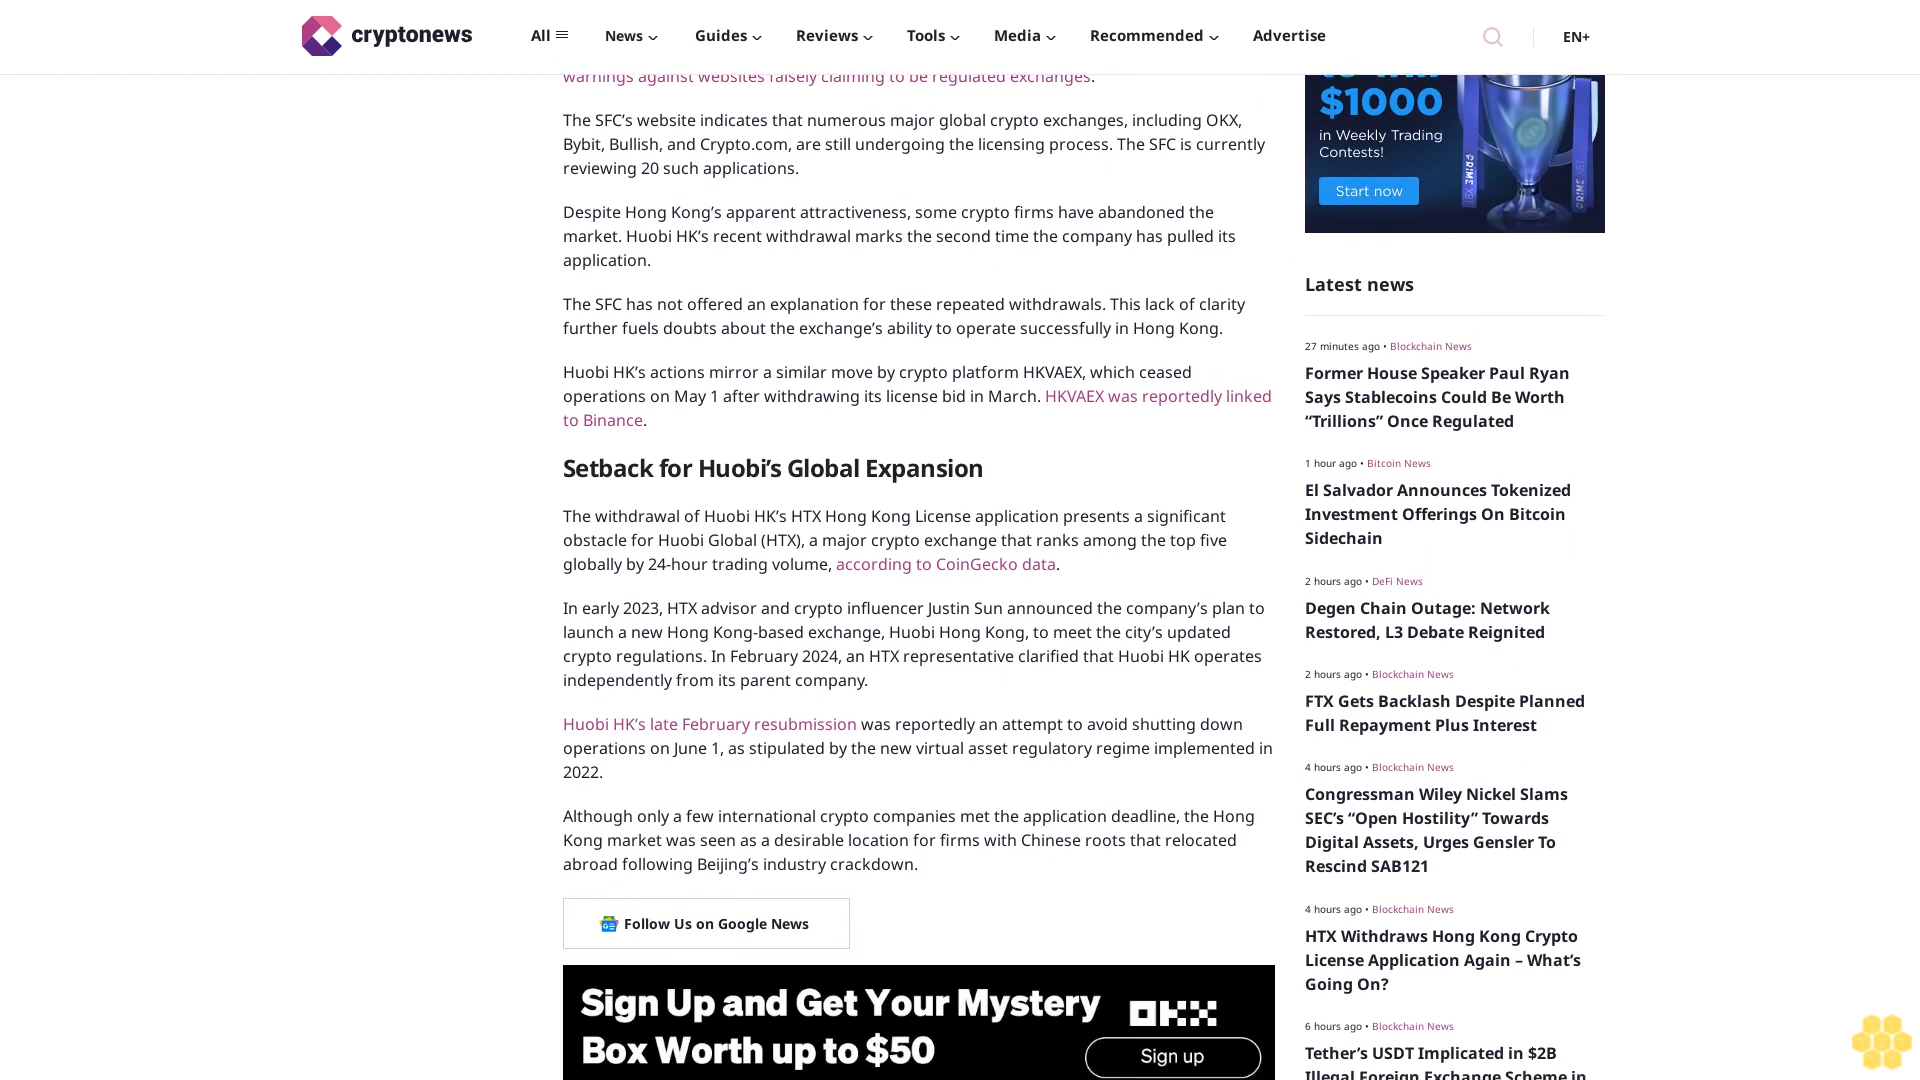 cryptonews
All
News
Guides
Reviews
Tools
Media
Recommended
Advertise
EN+
warnings against websites falsely claiming to be regulated exchanges.
The SFC’s website indicates that numerous major global crypto exchanges, including OKX,
Bybit, Bullish, and Crypto.com, are still undergoing the licensing process. The SFC is currently
reviewing 20 such applications.
Despite Hong Kong’s apparent attractiveness, some crypto firms have abandoned the
market. Huobi HK’s recent withdrawal marks the second time the company has pulled its
application.
The SFC has not offered an explanation for these repeated withdrawals. This lack of clarity
further fuels doubts about the exchange’s ability to operate successfully in Hong Kong.
Huobi HK’s actions mirror a similar move by crypto platform HKVAEX, which ceased
operations on May 1 after withdrawing its license bid in March. HKVAEX was reportedly linked
to Binance.
Setback for Huobi’s Global Expansion
The withdrawal of Huobi HK’s HTX Hong Kong License application presents a significant
obstacle for Huobi Global (HTX), a major crypto exchange that ranks among the top five
globally by 24-hour trading volume, according to CoinGecko data.
In early 2023, HTX advisor and crypto influencer Justin Sun announced the company’s plan to
launch a new Hong Kong-based exchange, Huobi Hong Kong, to meet the city’s updated
crypto regulations. In February 2024, an HTX representative clarified that Huobi HK operates
independently from its parent company.
Huobi HK’s late February resubmission was reportedly an attempt to avoid shutting down
operations on June 1, as stipulated by the new virtual asset regulatory regime implemented in
2022.
Although only a few international crypto companies met the application deadline, the Hong
Kong market was seen as a desirable location for firms with Chinese roots that relocated
abroad following Beijing’s industry crackdown.
Follow Us on Google News
Sign Up and Get Your Mystery
Box Worth up to $50
OKX
Sign up
$1000
in Weekly Trading
Contests!
Start now
PRIME XBT
PRIME XBT
Latest news
27 minutes ago • Blockchain News
Former House Speaker Paul Ryan
Says Stablecoins Could Be Worth
“Trillions” Once Regulated
1 hour ago • Bitcoin News
El Salvador Announces Tokenized
Investment Offerings On Bitcoin
Sidechain
2 hours ago • DeFi News
Degen Chain Outage: Network
Restored, L3 Debate Reignited
2 hours ago • Blockchain News
FTX Gets Backlash Despite Planned
Full Repayment Plus Interest
4 hours ago • Blockchain News
Congressman Wiley Nickel Slams
SEC’s “Open Hostility” Towards
Digital Assets, Urges Gensler To
Rescind SAB121
4 hours ago • Blockchain News
HTX Withdraws Hong Kong Crypto
License Application Again – What’s
Going On?
6 hours ago • Blockchain News
Tether’s USDT Implicated in $2B
Illegal Foreign Exchange Scheme in